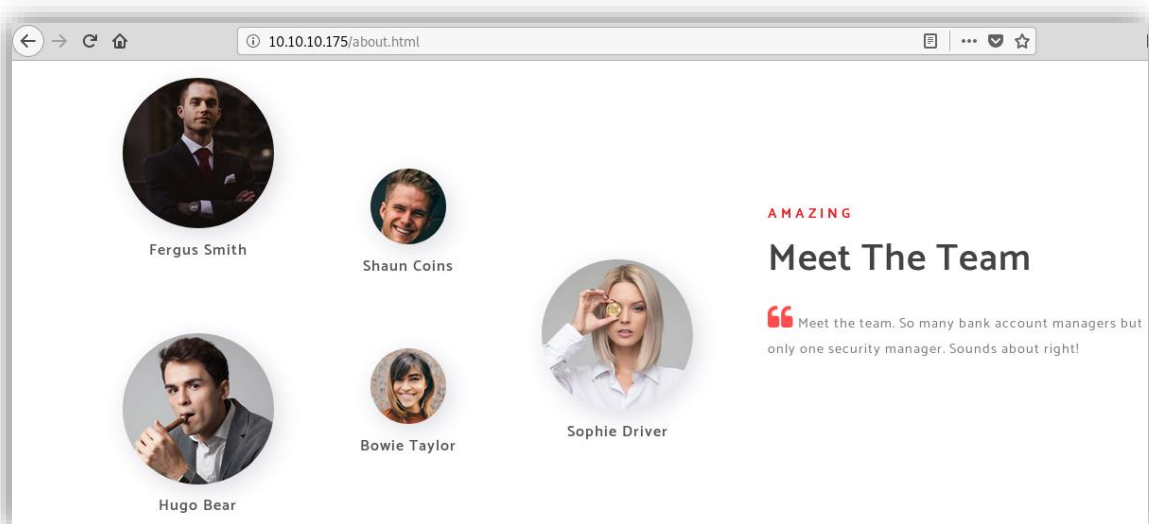 10.10.10.175/about.html
Fergus Smith
Shaun Coins
Hugo Bear
Bowie Taylor
Sophie Driver
AMAZING
Meet The Team
Meet the team. So many bank account managers but
only one security manager. Sounds about right!